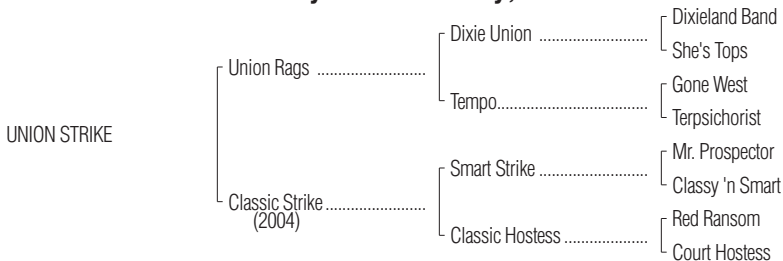 Dixieland Band
Dixie Union ............................
She's Tops
Union Rags ............................
Gone West
Tempo.......................................
Terpsichorist
UNION STRIKE
Mr. Prospector
Smart Strike ............................
Classy 'n Smart
Classic Strike..........................
(2004)
Red Ransom
Classic Hostess .....................
Court Hostess